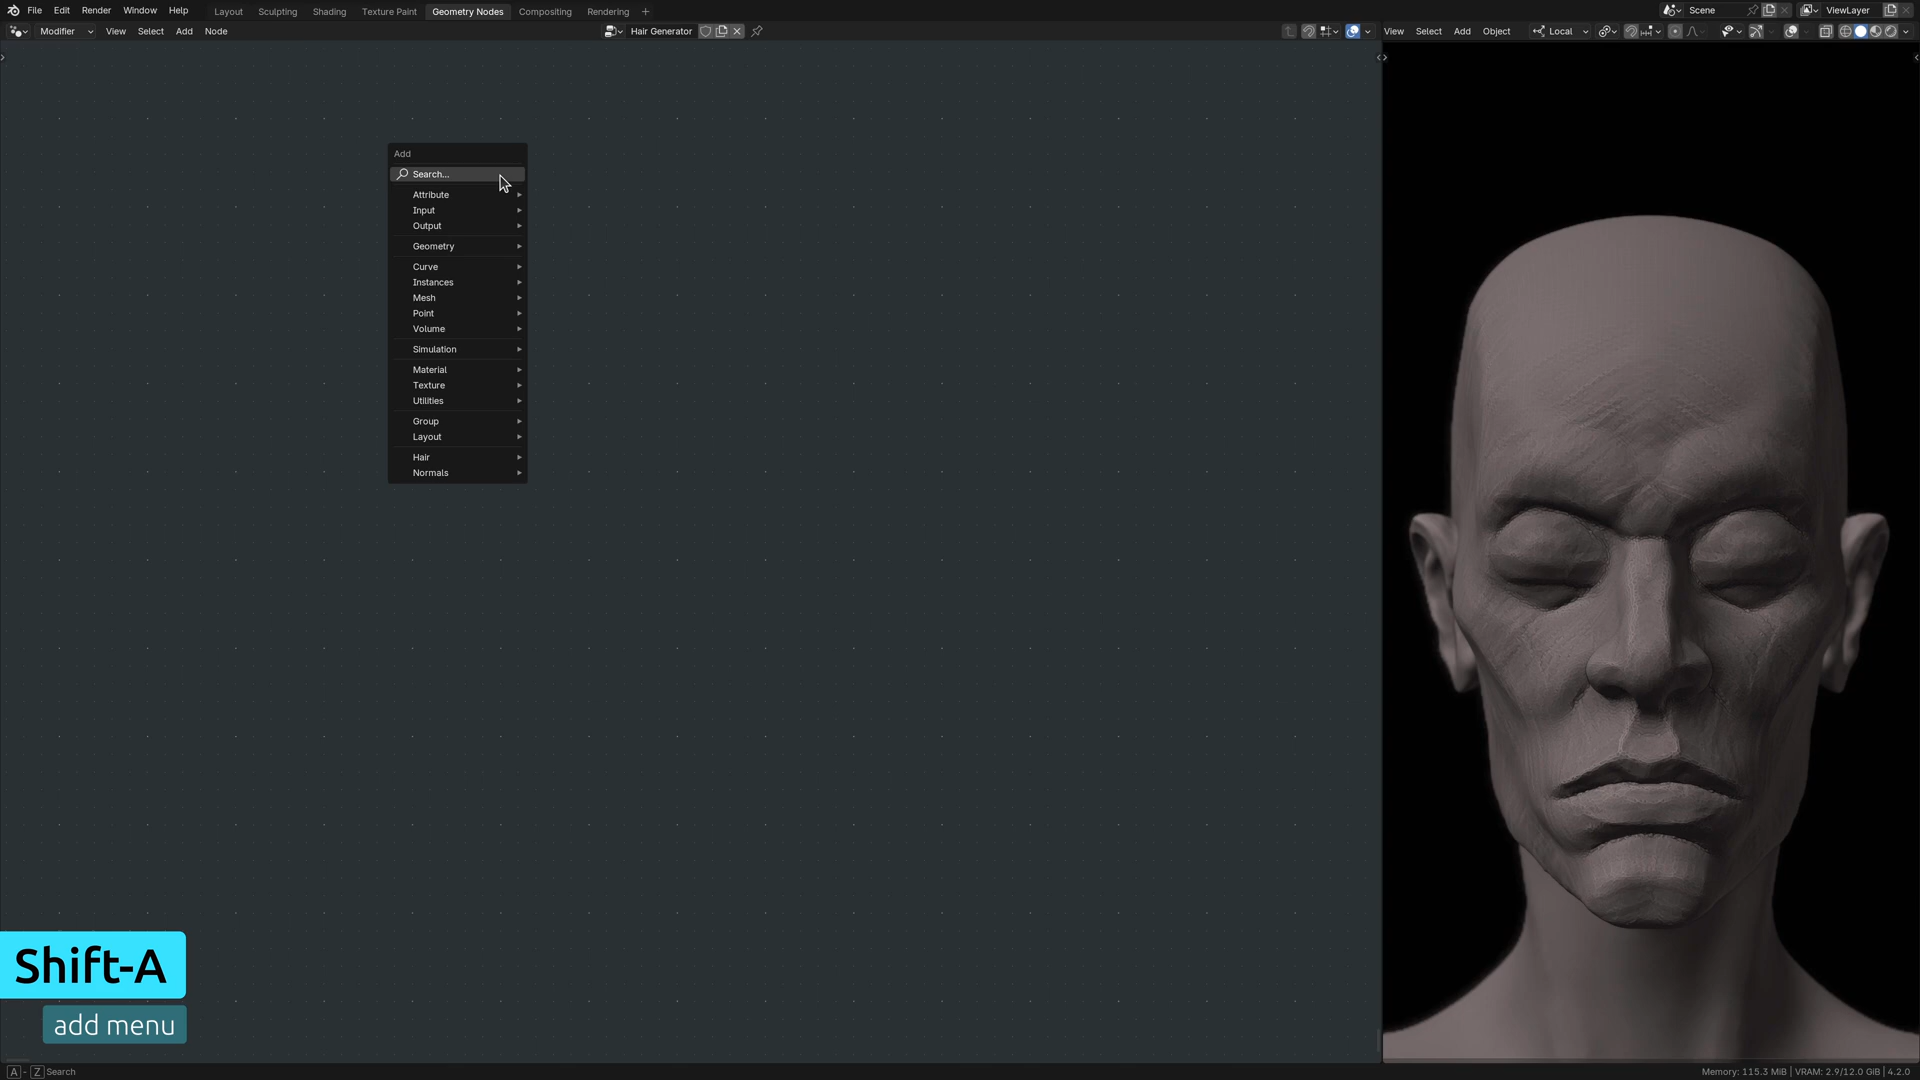 File Edit Render Window Help Layout Sculpting Shading Texture Paint Geometry Nodes Compositing Rendering + Scene ViewLayer
Modifier View Select Add Node Hair Generator View Select Add Object Local
Add
Search...
Attribute
Input
Output
Geometry
Curve
Instances
Mesh
Point
Volume
Simulation
Material
Texture
Utilities
Group
Layout
Hair
Normals
Shift-A
add menu
A - Z Search Memory: 115.3 MiB | VRAM: 2.9/12.0 GiB | 4.2.0